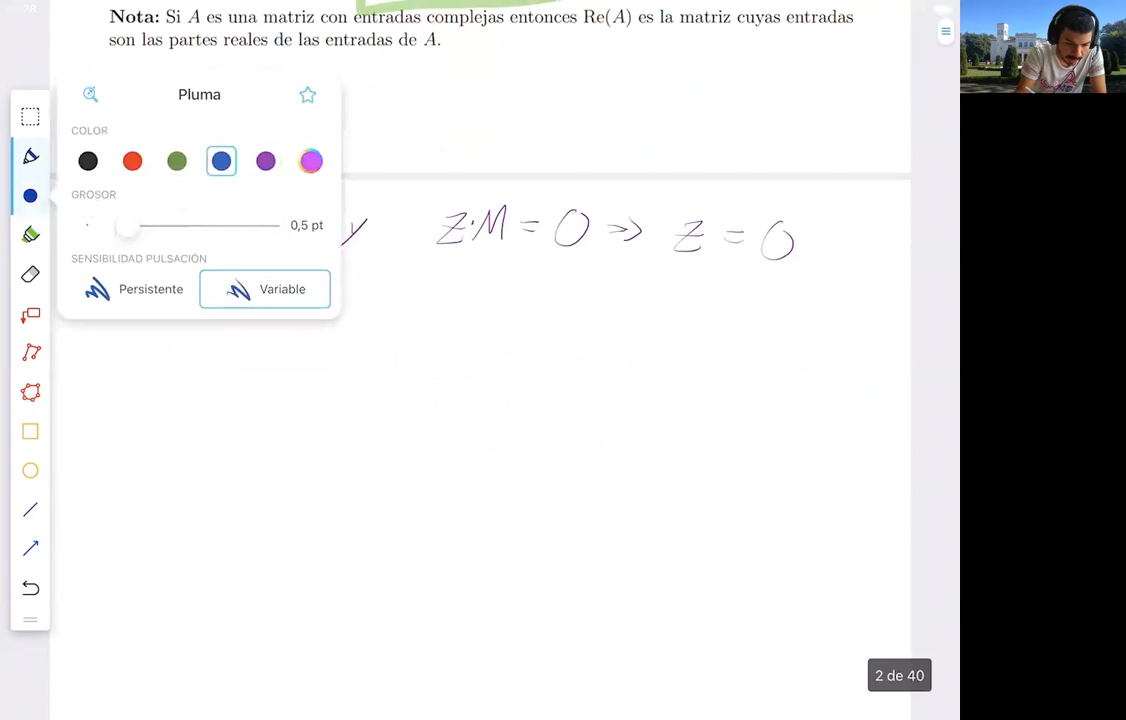 Nota: Si A es una matriz con entradas complejas entonces Re(A) es la matriz cuyas entradas
son las partes reales de las entradas de A.
Pluma
COLOR
GROSOR
0,5 pt
SENSIBILIDAD PULSACIÓN
Persistente
Variable
y z·M = 0 => z = 0
2 de 40